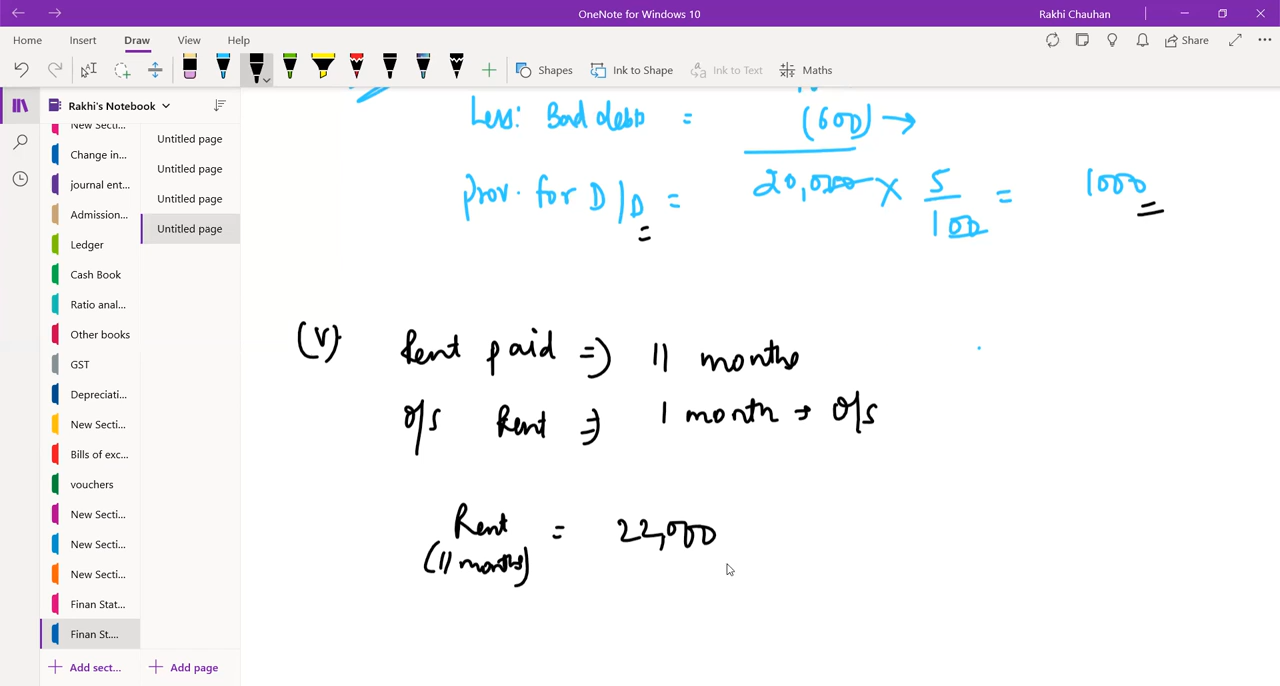 OneNote for Windows 10
Rakhi Chauhan
Home Insert Draw View Help
Share
Shapes
Ink to Shape
Ink to Text
Maths
Rakhi's Notebook
New Secti...
Change in...
journal ent...
Admission...
Ledger
Cash Book
Ratio anal...
Other books
GST
Depreciati...
New Secti...
Bills of exc...
vouchers
New Secti...
New Secti...
New Secti...
Finan Stat...
Finan St....
Add sect...
Untitled page
Untitled page
Untitled page
Untitled page
Add page
Less: Bad debts = (600) →
Prov. for D/D = 20,000 × 5/100 = 1000
(V) Rent paid => 11 months
O/s Rent => 1 month → O/s
Rent = 22,000
(11 months)